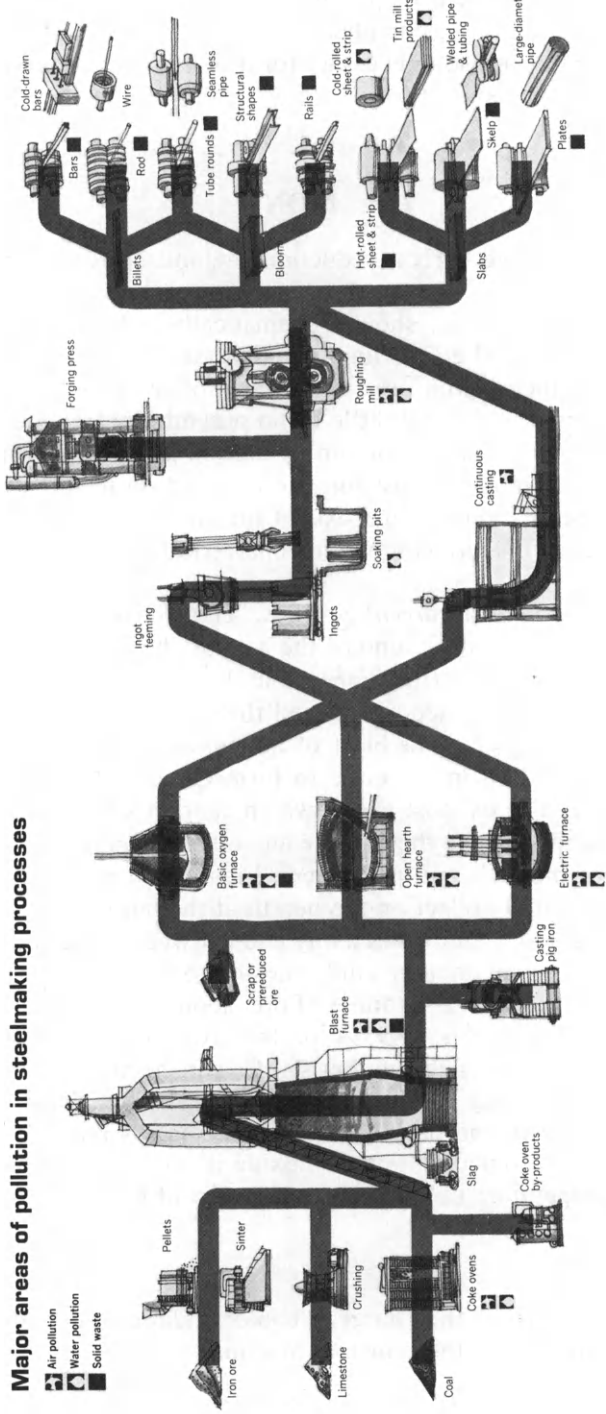 Major areas of pollution in steelmaking processes
Air pollution
Water pollution
Solid waste
Iron ore
Pellets
Sinter
Limestone
Crushing
Coal
Coke ovens
Coke oven
by-products
Slag
Blast
furnace
Casting
pig iron
Scrap or
prereduced
ore
Basic oxygen
furnace
Open hearth
furnace
Electric furnace
Ingot
teeming
Ingots
Soaking pits
Continuous
casting
Forging press
Roughing
mill
Billets
Bloom
Slabs
Bars
Rod
Tube rounds
Structural
shapes
Rails
Hot-rolled
sheet & strip
Skelp
Plates
Cold-drawn
bars
Wire
Seamless
pipe
Cold-rolled
sheet & strip
Tin mill
products
Welded pipe
& tubing
Large-diamet
pipe